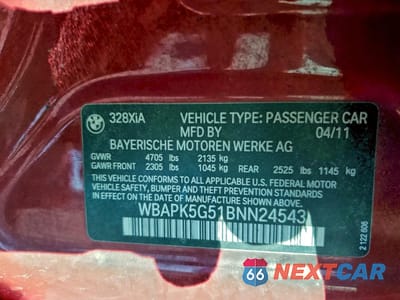 328XiA VEHICLE TYPE: PASSENGER CAR
MFD BY 04/11
BAYERISCHE MOTOREN WERKE AG
GVWR 4705 lbs 2135 kg
GAWR FRONT 2305 lbs 1045 kg REAR 2525 lbs 1145 kg
THIS VEHICLE CONFORMS TO ALL APPLICABLE
U.S. FEDERAL MOTOR VEHICLE SAFETY, BUMPER,
AND THEFT PREVENTION STANDARDS IN
EFFECT ON THE DATE OF MANUFACTURE
SHOWN ABOVE.
WBAPK5G51BNN24543
2 122 606
66 NEXTCAR